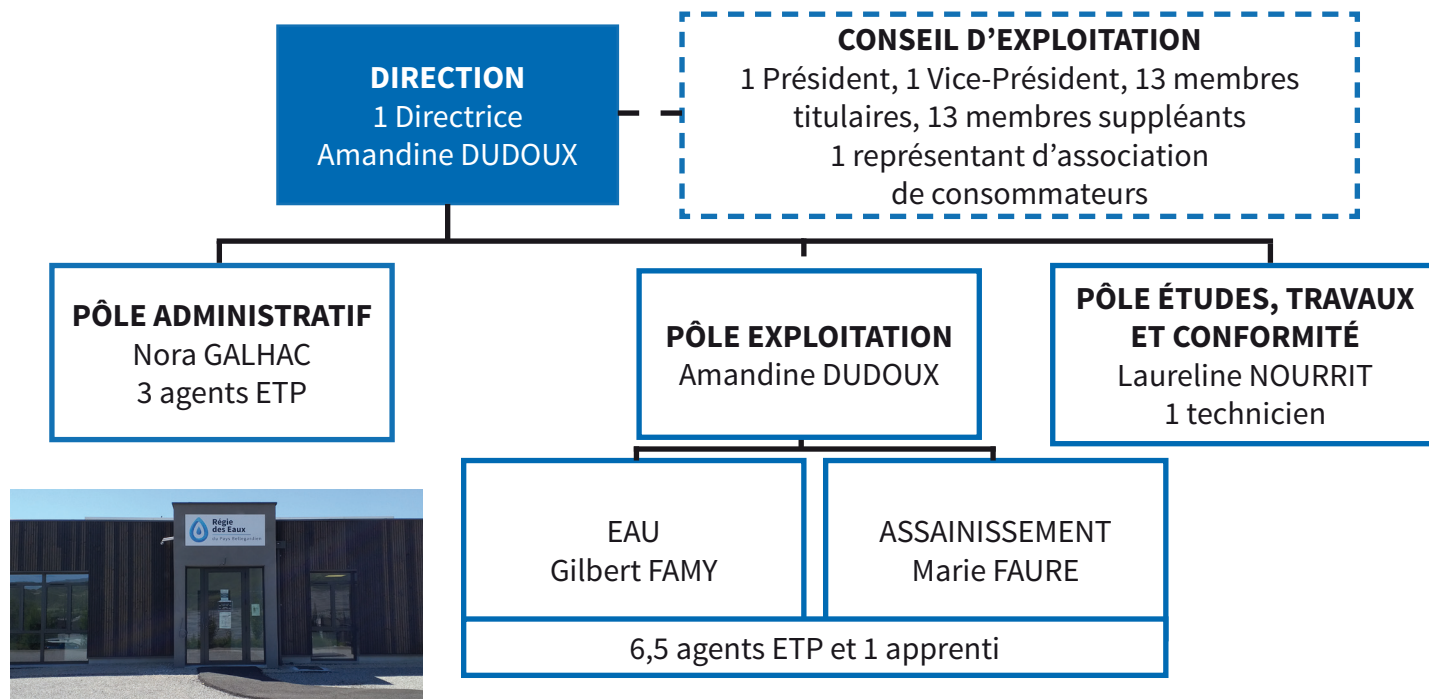 DIRECTION
1 Directrice
Amandine DUDOUX
CONSEIL D’EXPLOITATION
1 Président, 1 Vice-Président, 13 membres
titulaires, 13 membres suppléants
1 représentant d’association
de consommateurs
PÔLE ADMINISTRATIF
Nora GALHAC
3 agents ETP
PÔLE EXPLOITATION
Amandine DUDOUX
PÔLE ÉTUDES, TRAVAUX
ET CONFORMITÉ
Laureline NOURRIT
1 technicien
EAU
Gilbert FAMY
ASSAINISSEMENT
Marie FAURE
6,5 agents ETP et 1 apprenti
Régie
des Eaux
du Pays Bellegardien